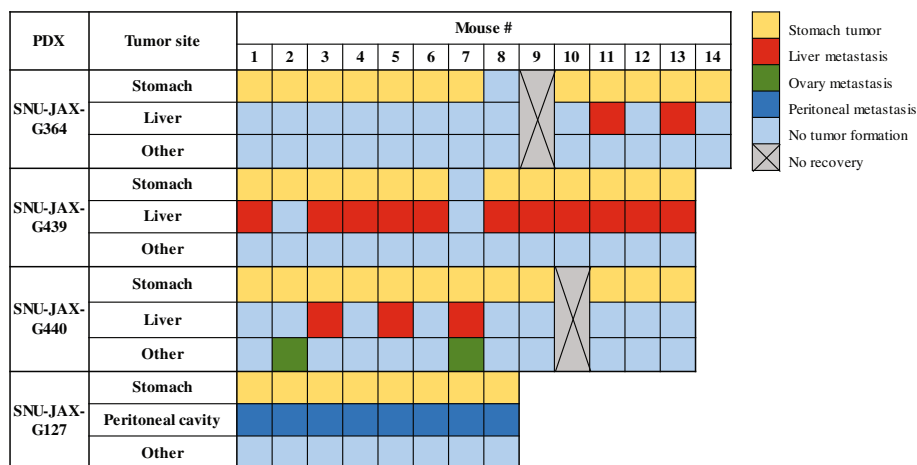 PDX Tumor site Mouse #
1 2 3 4 5 6 7 8 9 10 11 12 13 14
SNU-JAX-
G364
Stomach
Liver
Other
SNU-JAX-
G439
Stomach
Liver
Other
SNU-JAX-
G440
Stomach
Liver
Other
SNU-JAX-
G127
Stomach
Peritoneal cavity
Other
Stomach tumor
Liver metastasis
Ovary metastasis
Peritoneal metastasis
No tumor formation
No recovery